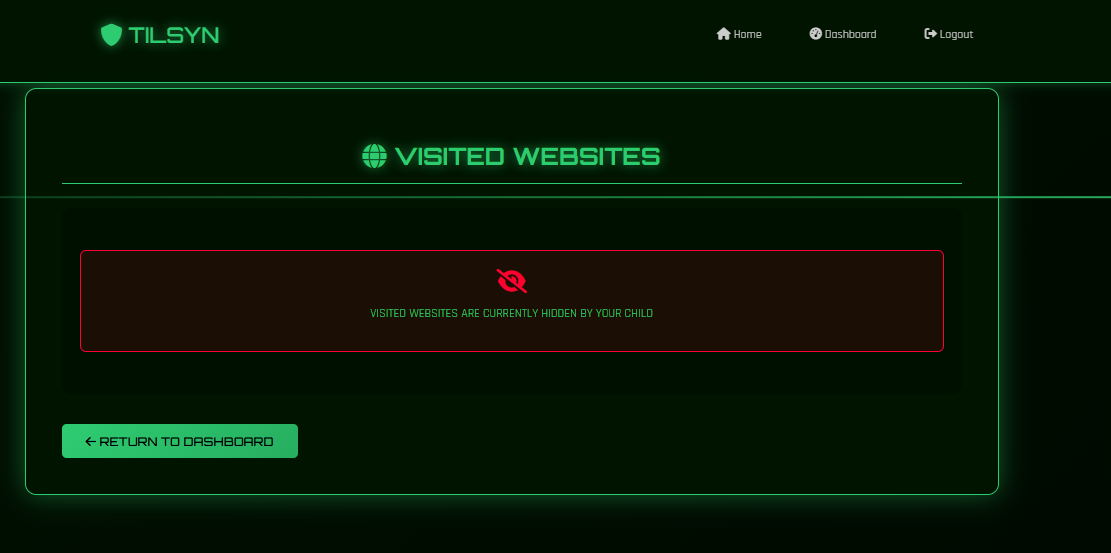 TILSYN
Home
Dashboard
Logout
VISITED WEBSITES
VISITED WEBSITES ARE CURRENTLY HIDDEN BY YOUR CHILD
RETURN TO DASHBOARD